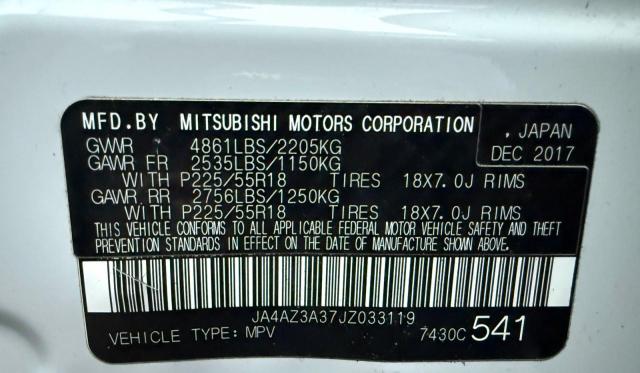 MFD.BY MITSUBISHI MOTORS CORPORATION , JAPAN
GVWR 4861LBS/2205KG DEC 2017
GAWR FR 2535LBS/1150KG
WITH P225/55R18 TIRES 18X7.0J RIMS
GAWR RR 2756LBS/1250KG
WITH P225/55R18 TIRES 18X7.0J RIMS
THIS VEHICLE CONFORMS TO ALL APPLICABLE FEDERAL MOTOR VEHICLE SAFETY AND THEFT
PREVENTION STANDARDS IN EFFECT ON THE DATE OF MANUFACTURE SHOWN ABOVE.
JA4AZ3A37JZ033119
VEHICLE TYPE: MPV 7430C 541